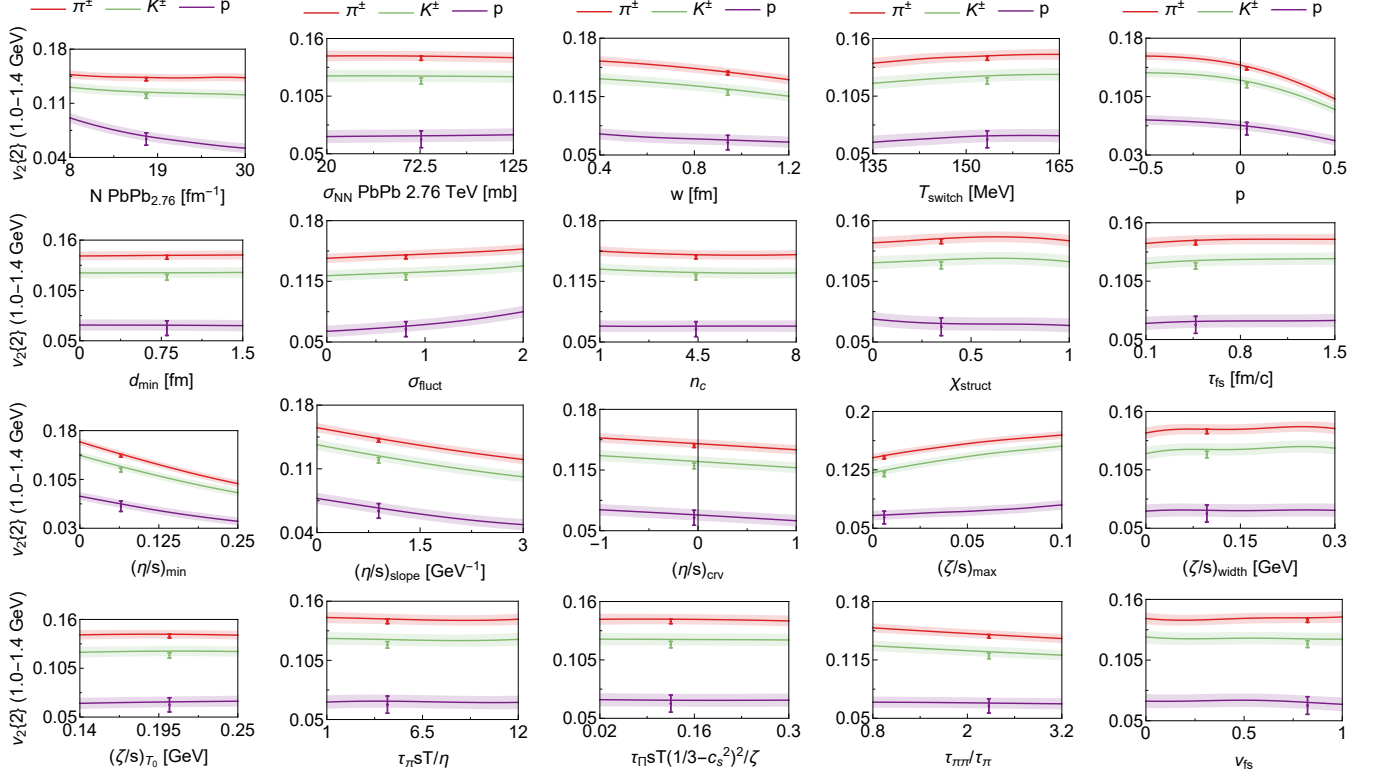 π± K± p π± K± p π± K± p π± K± p π± K± p
v₂{2} (1.0–1.4 GeV)
0.18 0.11 0.04
8 19 30
N PbPb₂.₇₆ [fm⁻¹]
0.16 0.105 0.05
20 72.5 125
σNN PbPb 2.76 TeV [mb]
0.18 0.115 0.05
0.4 0.8 1.2
w [fm]
0.16 0.105 0.05
135 150 165
Tswitch [MeV]
0.18 0.105 0.03
−0.5 0 0.5
p
v₂{2} (1.0–1.4 GeV)
0.16 0.105 0.05
0 0.75 1.5
dmin [fm]
0.18 0.115 0.05
0 1 2
σfluct
0.18 0.115 0.05
1 4.5 8
nc
0.16 0.105 0.05
0 0.5 1
χstruct
0.16 0.105 0.05
0.1 0.8 1.5
τfs [fm/c]
v₂{2} (1.0–1.4 GeV)
0.18 0.105 0.03
0 0.125 0.25
(η/s)min
0.18 0.11 0.04
0 1.5 3
(η/s)slope [GeV⁻¹]
0.18 0.115 0.05
−1 0 1
(η/s)crv
0.2 0.125 0.05
0 0.05 0.1
(ζ/s)max
0.16 0.105 0.05
0 0.15 0.3
(ζ/s)width [GeV]
v₂{2} (1.0–1.4 GeV)
0.16 0.105 0.05
0.14 0.195 0.25
(ζ/s)T₀ [GeV]
0.16 0.105 0.05
1 6.5 12
τπsT/η
0.16 0.105 0.05
0.02 0.16 0.3
τΠsT(1/3−cs²)²/ζ
0.18 0.115 0.05
0.8 2 3.2
τππ/τπ
0.16 0.105 0.05
0 0.5 1
vfs